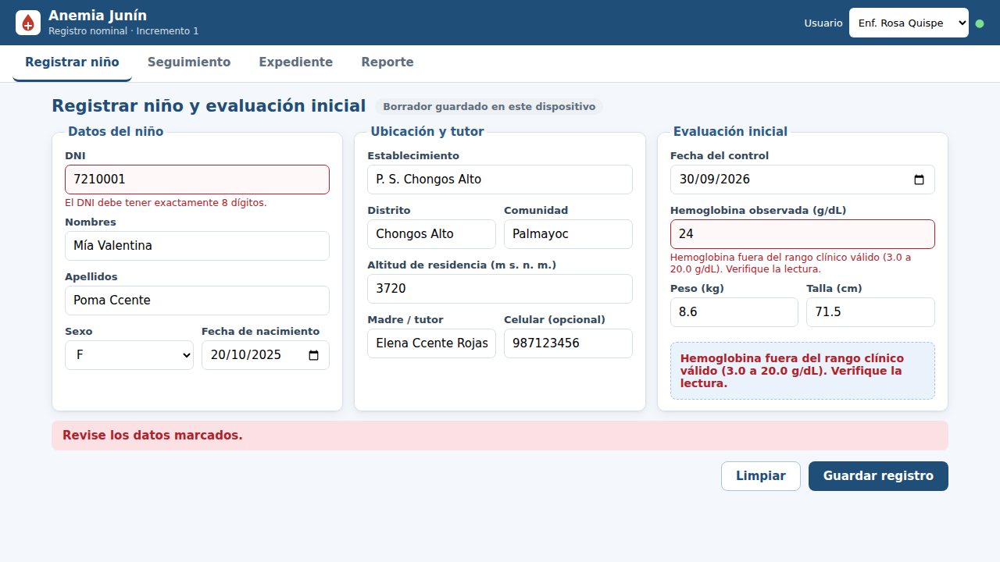 Anemia Junín
Registro nominal · Incremento 1
Usuario
Enf. Rosa Quispe
Registrar niño
Seguimiento
Expediente
Reporte
Registrar niño y evaluación inicial
Borrador guardado en este dispositivo
Datos del niño
DNI
7210001
El DNI debe tener exactamente 8 dígitos.
Nombres
Mía Valentina
Apellidos
Poma Ccente
Sexo
F
Fecha de nacimiento
20/10/2025
Ubicación y tutor
Establecimiento
P. S. Chongos Alto
Distrito
Chongos Alto
Comunidad
Palmayoc
Altitud de residencia (m s. n. m.)
3720
Madre / tutor
Elena Ccente Rojas
Celular (opcional)
987123456
Evaluación inicial
Fecha del control
30/09/2026
Hemoglobina observada (g/dL)
24
Hemoglobina fuera del rango clínico válido (3.0 a
20.0 g/dL). Verifique la lectura.
Peso (kg)
8.6
Talla (cm)
71.5
Hemoglobina fuera del rango clínico
válido (3.0 a 20.0 g/dL). Verifique la
lectura.
Revise los datos marcados.
Limpiar
Guardar registro